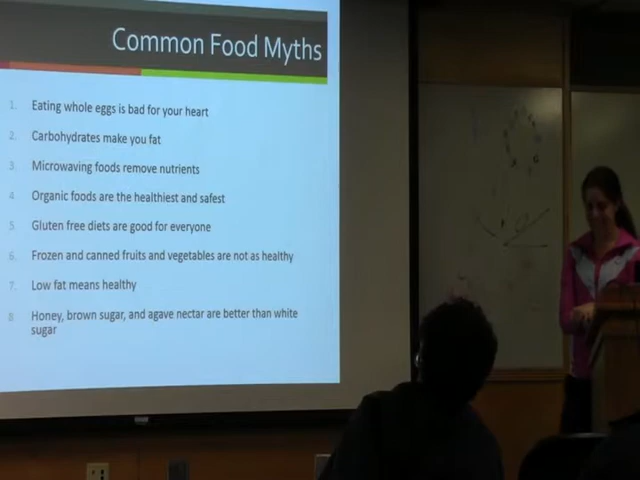 Common Food Myths
1. Eating whole eggs is bad for your heart
2. Carbohydrates make you fat
3. Microwaving foods remove nutrients
4. Organic foods are the healthiest and safest
5. Gluten free diets are good for everyone
6. Frozen and canned fruits and vegetables are not as healthy
7. Low fat means healthy
8. Honey, brown sugar, and agave nectar are better than white
sugar